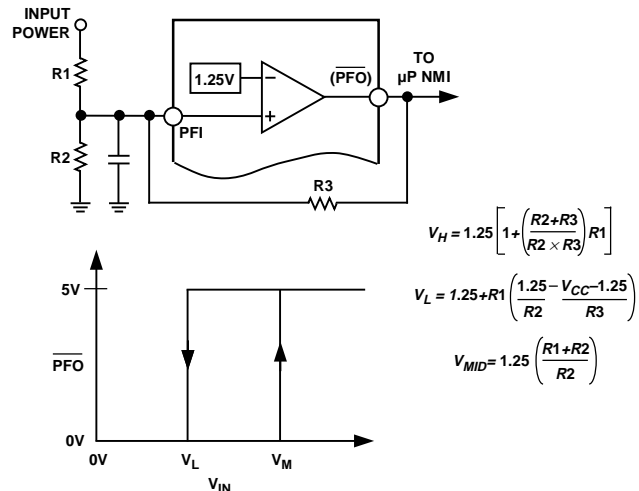 INPUT
POWER
R1
R2
1.25V
−
+
PFI
(PFO)
TO
µP NMI
R3
V_H = 1.25 [1+(R2+R3/R2 × R3)R1]
V_L = 1.25+R1(1.25/R2 − V_CC−1.25/R3)
V_MID = 1.25 (R1+R2/R2)
5V
PFO
0V
0V
V_L
V_M
V_IN